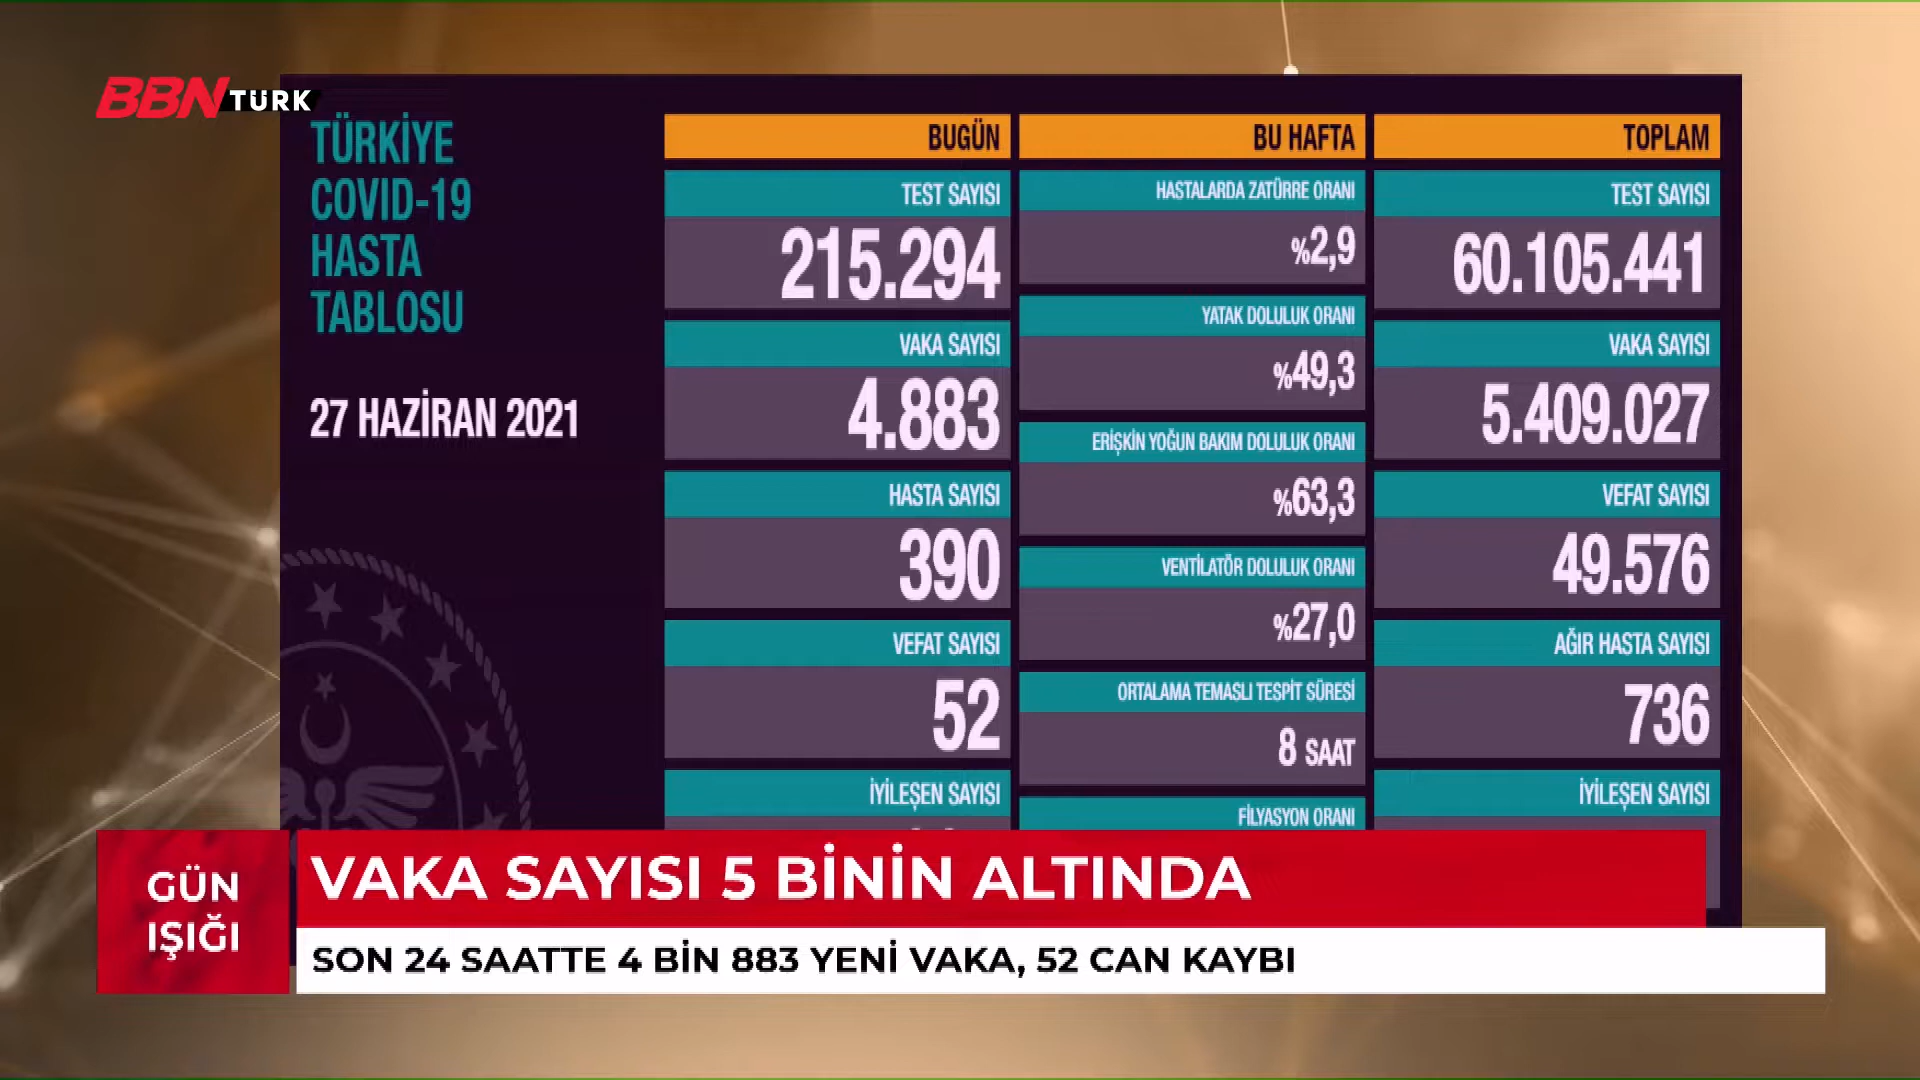 BBN TURK
TÜRKİYE
COVID-19
HASTA
TABLOSU
27 HAZİRAN 2021
BUGÜN
TEST SAYISI
215.294
VAKA SAYISI
4.883
HASTA SAYISI
390
VEFAT SAYISI
52
İYİLEŞEN SAYISI
BU HAFTA
HASTALARDA ZATÜRRE ORANI
%2,9
YATAK DOLULUK ORANI
%49,3
ERİŞKİN YOĞUN BAKIM DOLULUK ORANI
%63,3
VENTİLATÖR DOLULUK ORANI
%27,0
ORTALAMA TEMASLI TESPİT SÜRESİ
8 SAAT
FİLYASYON ORANI
TOPLAM
TEST SAYISI
60.105.441
VAKA SAYISI
5.409.027
VEFAT SAYISI
49.576
AĞIR HASTA SAYISI
736
İYİLEŞEN SAYISI
GÜN
IŞIĞI
VAKA SAYISI 5 BİNİN ALTINDA
SON 24 SAATTE 4 BİN 883 YENİ VAKA, 52 CAN KAYBI